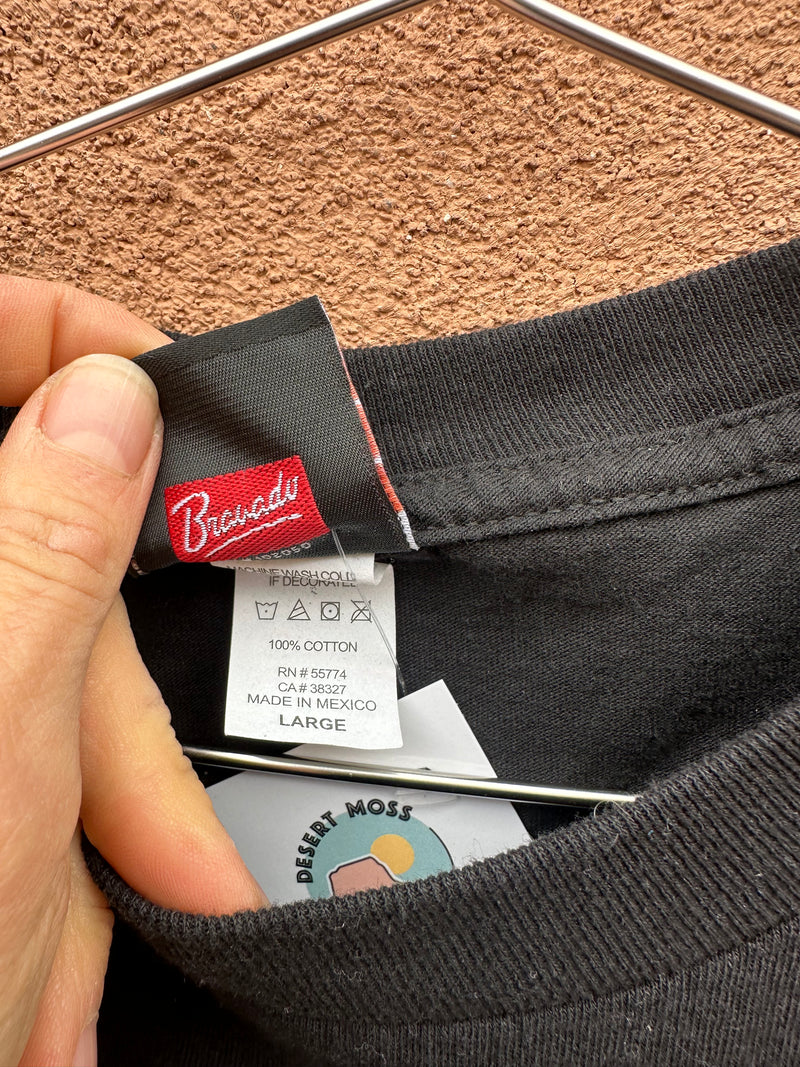 Bravado
MACHINE WASH COLD
IF DECORATED
100% COTTON
RN # 55774
CA # 38327
MADE IN MEXICO
LARGE
DESERT MOSS